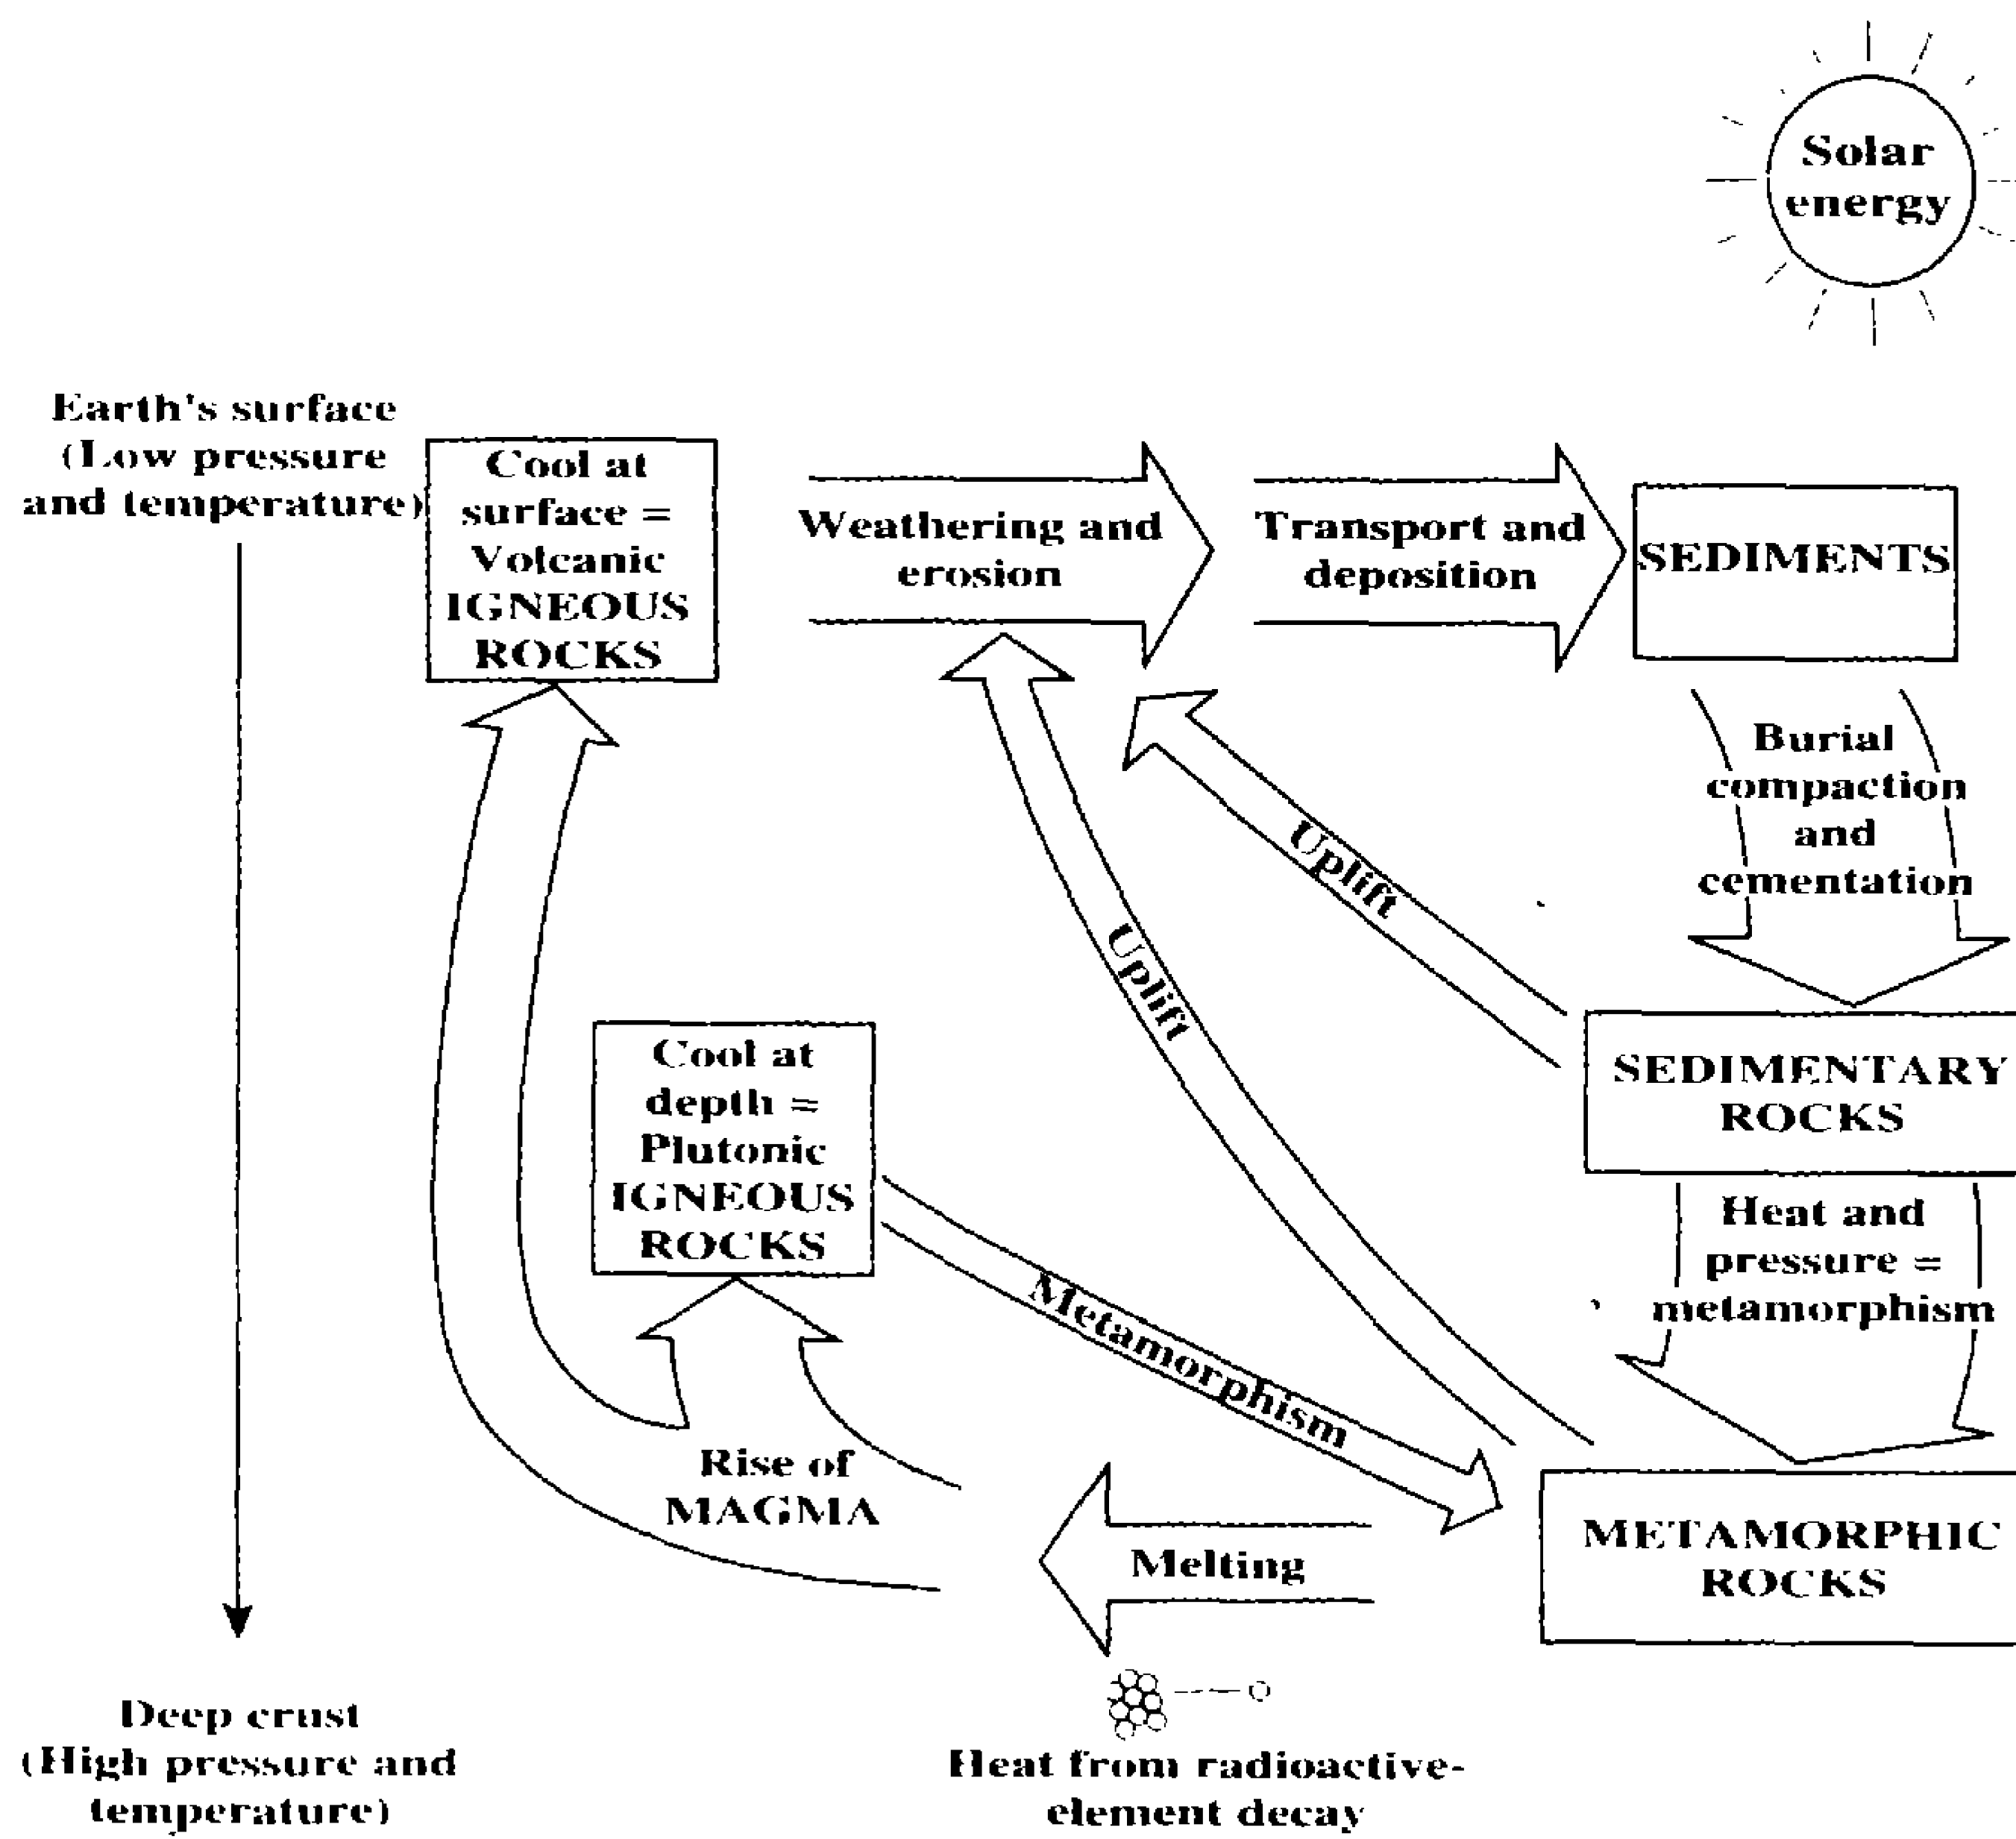 Solar
energy
Earth's surface
(Low pressure
and temperature)
Cool at
surface =
Volcanic
IGNEOUS
ROCKS
Weathering and
erosion
Transport and
deposition
SEDIMENTS
Burial
compaction
and
cementation
Uplift
Uplift
SEDIMENTARY
ROCKS
Cool at
depth =
Plutonic
IGNEOUS
ROCKS
Heat and
pressure =
metamorphism
Metamorphism
Rise of
MAGMA
Melting
METAMORPHIC
ROCKS
Deep crust
(High pressure and
temperature)
Heat from radioactive-
element decay